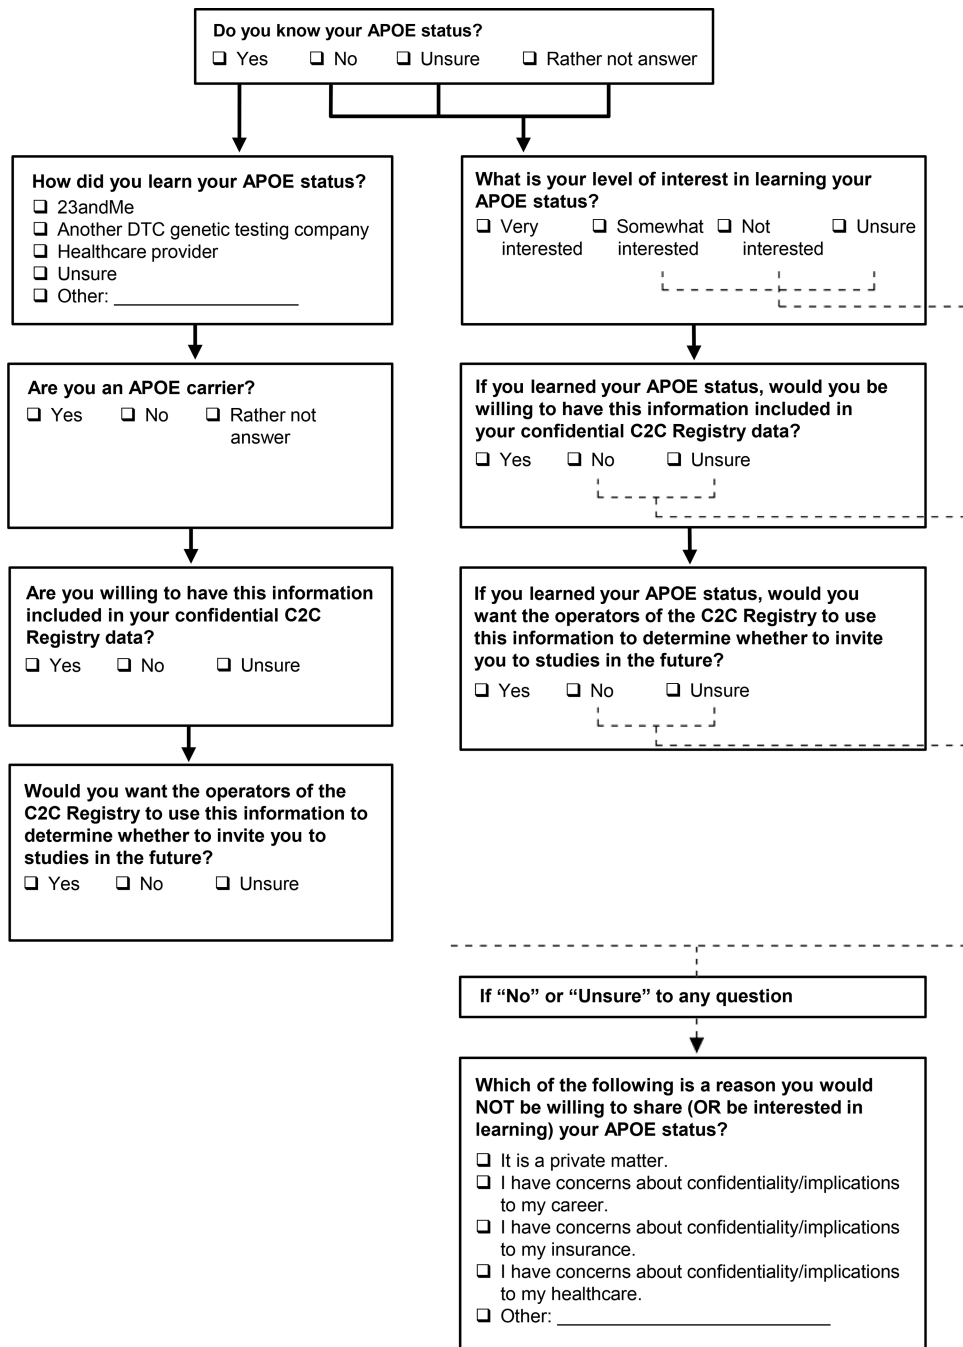 Do you know your APOE status?
❑ Yes ❑ No ❑ Unsure ❑ Rather not answer
How did you learn your APOE status?
❑ 23andMe
❑ Another DTC genetic testing company
❑ Healthcare provider
❑ Unsure
❑ Other: ___________________
Are you an APOE carrier?
❑ Yes ❑ No ❑ Rather not
answer
Are you willing to have this information
included in your confidential C2C
Registry data?
❑ Yes ❑ No ❑ Unsure
Would you want the operators of the
C2C Registry to use this information to
determine whether to invite you to
studies in the future?
❑ Yes ❑ No ❑ Unsure
What is your level of interest in learning your
APOE status?
❑ Very ❑ Somewhat ❑ Not ❑ Unsure
interested interested interested
If you learned your APOE status, would you be
willing to have this information included in
your confidential C2C Registry data?
❑ Yes ❑ No ❑ Unsure
If you learned your APOE status, would you
want the operators of the C2C Registry to use
this information to determine whether to invite
you to studies in the future?
❑ Yes ❑ No ❑ Unsure
If “No” or “Unsure” to any question
Which of the following is a reason you would
NOT be willing to share (OR be interested in
learning) your APOE status?
❑ It is a private matter.
❑ I have concerns about confidentiality/implications
to my career.
❑ I have concerns about confidentiality/implications
to my insurance.
❑ I have concerns about confidentiality/implications
to my healthcare.
❑ Other: ____________________________